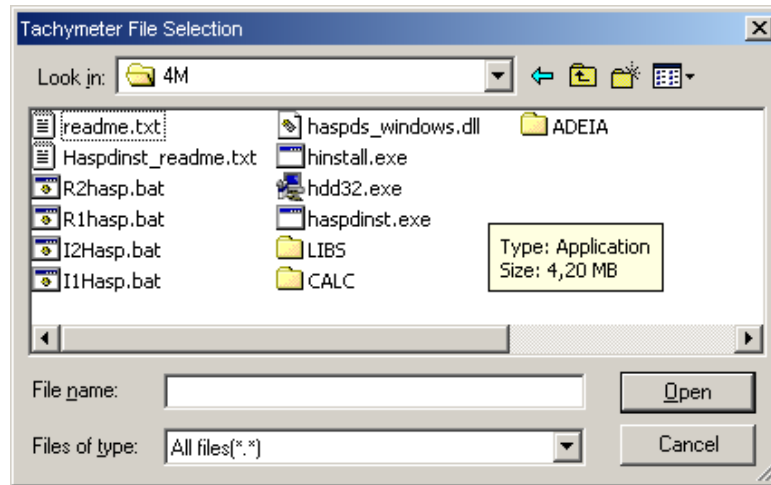 Tachymeter File Selection
Look in: 4M
readme.txt
Haspdinst_readme.txt
R2hasp.bat
R1hasp.bat
I2Hasp.bat
I1Hasp.bat
haspds_windows.dll
hinstall.exe
hdd32.exe
haspdinst.exe
LIBS
CALC
ADEIA
Type: Application
Size: 4,20 MB
File name:
Open
Files of type: All files(*.*)
Cancel